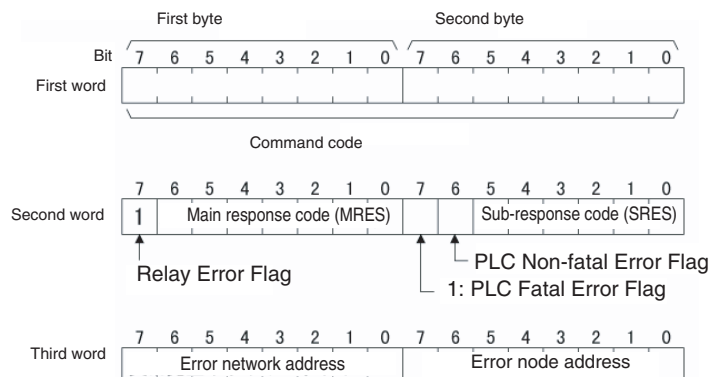 First byte Second byte
Bit 7 6 5 4 3 2 1 0 7 6 5 4 3 2 1 0
First word
Command code
7 6 5 4 3 2 1 0 7 6 5 4 3 2 1 0
Second word 1 Main response code (MRES) Sub-response code (SRES)
PLC Non-fatal Error Flag
Relay Error Flag
1: PLC Fatal Error Flag
7 6 5 4 3 2 1 0 7 6 5 4 3 2 1 0
Third word Error network address Error node address